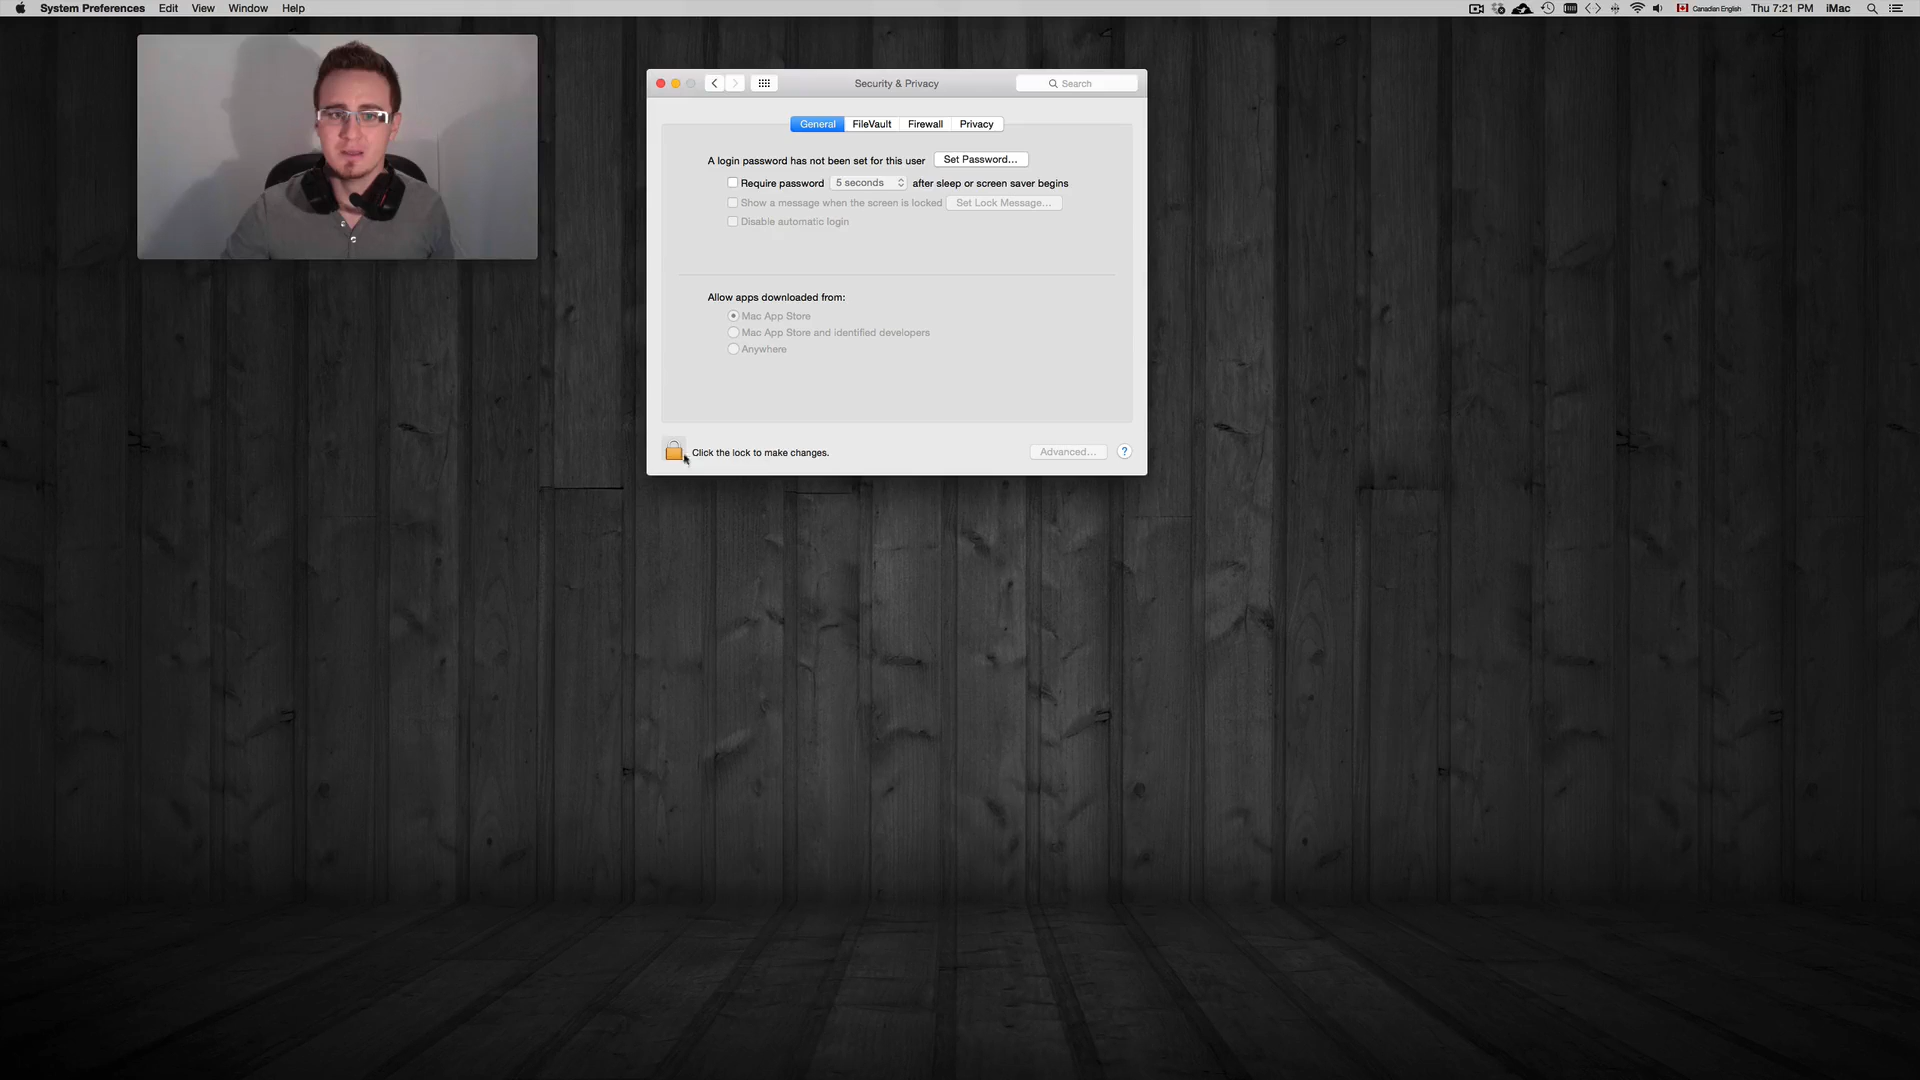 System Preferences Edit View Window Help
Canadian English Thu 7:21 PM iMac
Security & Privacy
Search
General FileVault Firewall Privacy
A login password has not been set for this user Set Password...
Require password 5 seconds after sleep or screen saver begins
Show a message when the screen is locked Set Lock Message...
Disable automatic login
Allow apps downloaded from:
Mac App Store
Mac App Store and identified developers
Anywhere
Click the lock to make changes. Advanced... ?